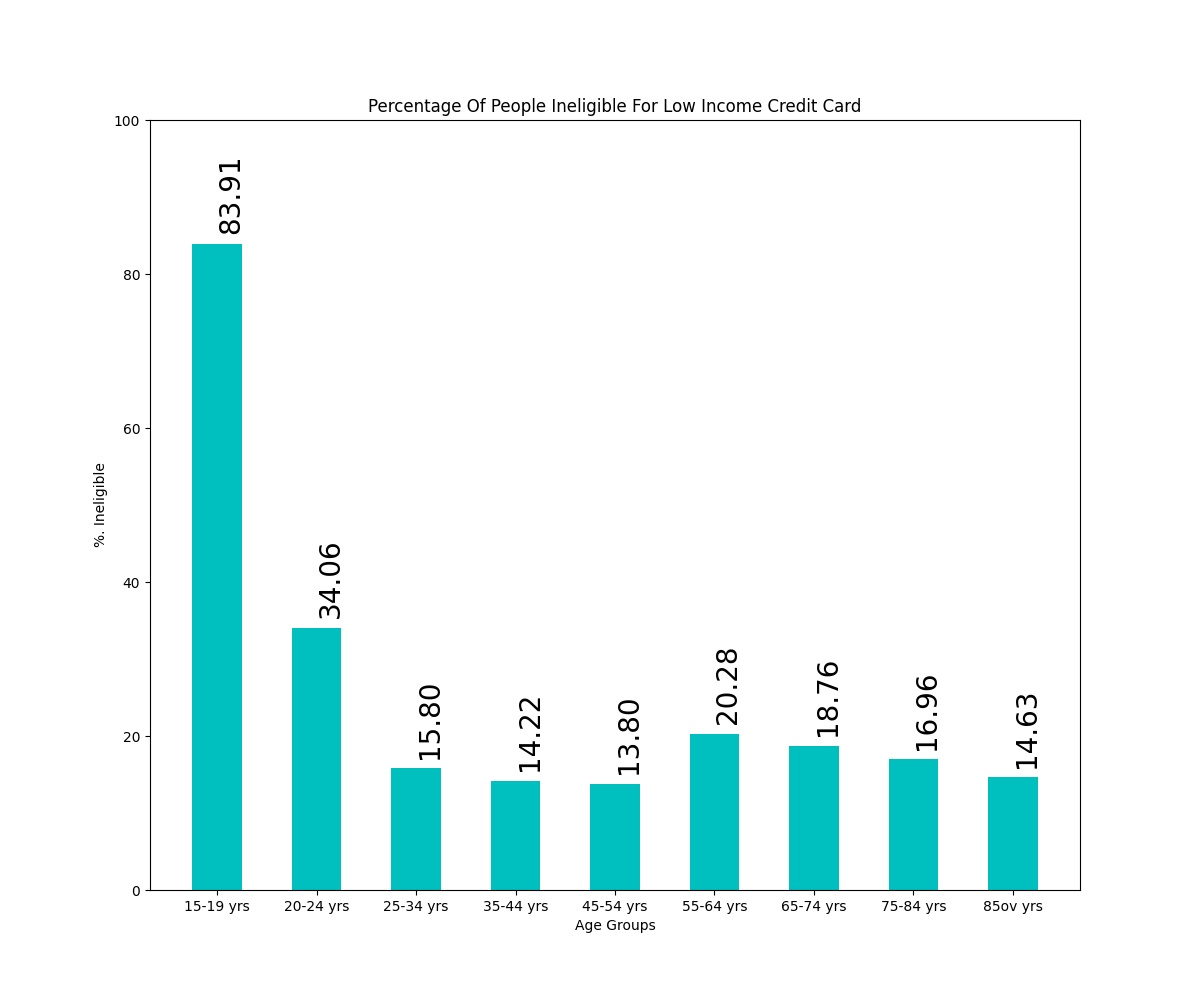 Percentage Of People Ineligible For Low Income Credit Card
100
80
60
40
20
0
%. Ineligible
83.91
34.06
15.80
14.22
13.80
20.28
18.76
16.96
14.63
15-19 yrs
20-24 yrs
25-34 yrs
35-44 yrs
45-54 yrs
55-64 yrs
65-74 yrs
75-84 yrs
85ov yrs
Age Groups